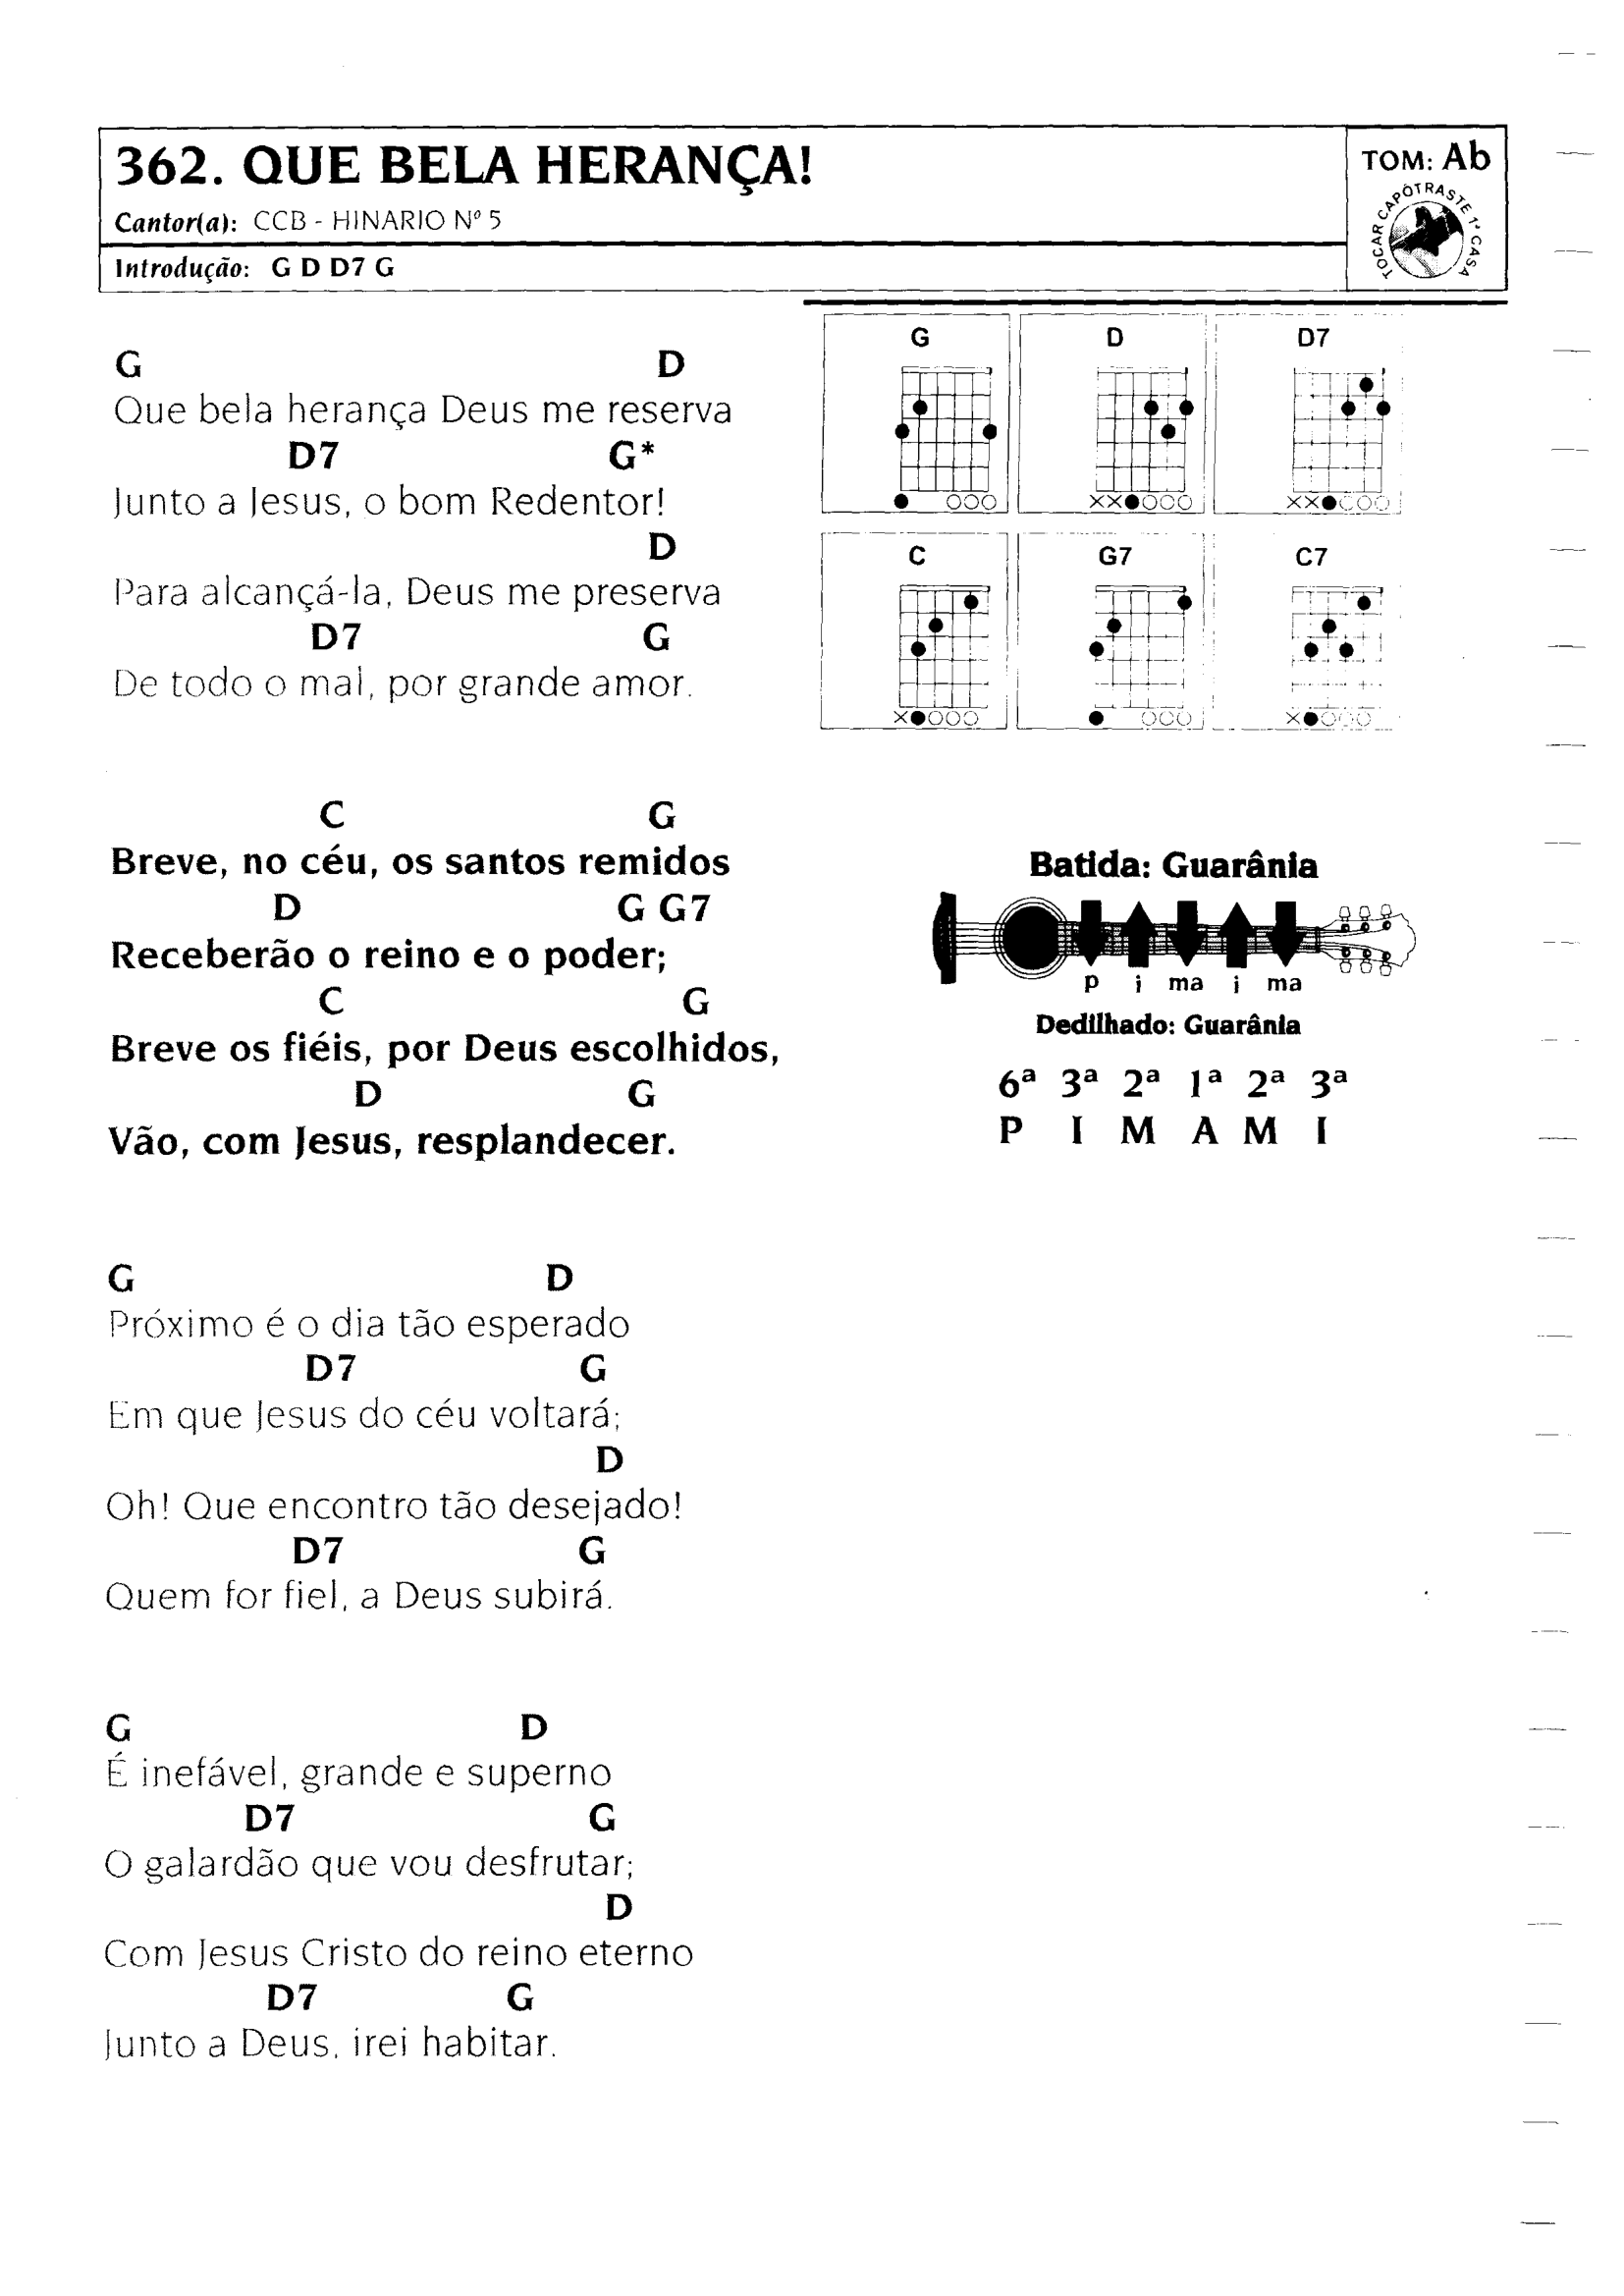 362. QUE BELA HERANÇA!
Cantor(a): CCB - HINARIO Nº 5
Introdução: G D D7 G
TOM: Ab
TOCAR CAPÔTRASTE 1ª CASA
G D
Que bela herança Deus me reserva
D7 G*
Junto a Jesus, o bom Redentor!
D
Para alcançá-la, Deus me preserva
D7 G
De todo o mal, por grande amor.
G D D7
C G7 C7
C G
Breve, no céu, os santos remidos
D G G7
Receberão o reino e o poder;
C G
Breve os fiéis, por Deus escolhidos,
D G
Vão, com Jesus, resplandecer.
Batida: Guarânia
p i ma i ma
Dedilhado: Guarânia
6ª 3ª 2ª 1ª 2ª 3ª
P I M A M I
G D
Próximo é o dia tão esperado
D7 G
Em que Jesus do céu voltará;
D
Oh! Que encontro tão desejado!
D7 G
Quem for fiel, a Deus subirá.
G D
É inefável, grande e superno
D7 G
O galardão que vou desfrutar;
D
Com Jesus Cristo do reino eterno
D7 G
Junto a Deus, irei habitar.